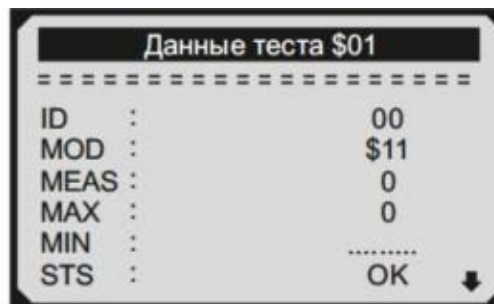 Данные теста $01
= = = = = = = = = = = = = = = = = = = = =
ID : 00
MOD : $11
MEAS : 0
MAX : 0
MIN : .........
STS : OK